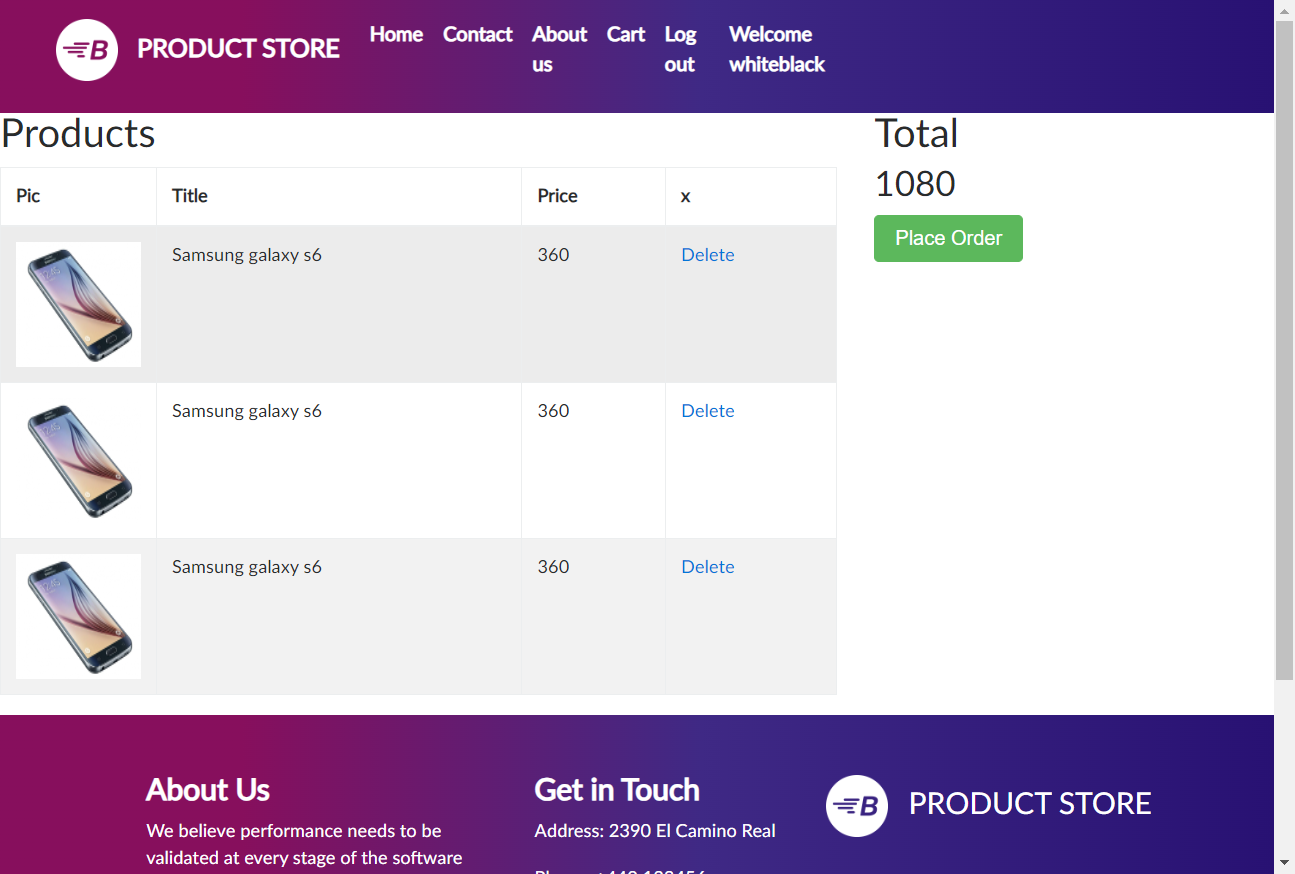 B PRODUCT STORE Home Contact About us Cart Log out Welcome whiteblack
Products
Total
1080
Place Order
Pic Title Price x
Samsung galaxy s6 360 Delete
Samsung galaxy s6 360 Delete
Samsung galaxy s6 360 Delete
About Us
We believe performance needs to be
validated at every stage of the software
Get in Touch
Address: 2390 El Camino Real
B PRODUCT STORE